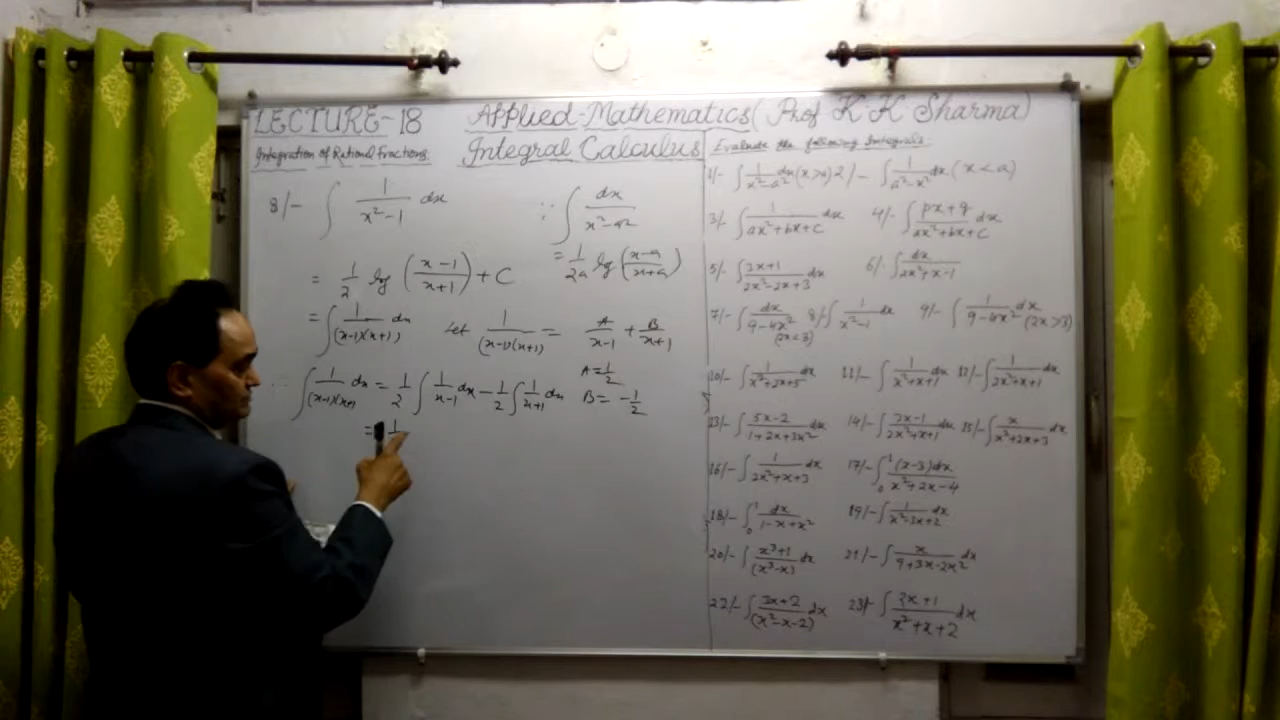 LECTURE-18
Integration of Rational Fractions.
Applied-Mathematics (Prof K·K Sharma)
Integral Calculus
8/- ∫ 1/(x²-1) dx
∵ ∫ dx/(x²-a²)
= 1/2a log ((x-a)/(x+a))
= 1/2 log ((x-1)/(x+1)) + C
= ∫ 1/((x-1)(x+1)) dx
Let 1/((x-1)(x+1)) = A/(x-1) + B/(x+1)
A = 1/2
B = -1/2
∫ 1/((x-1)(x+1)) dx = 1/2 ∫ 1/(x-1) dx - 1/2 ∫ 1/(x+1) dx
= 1
Evaluate the following Integrals:
1/- ∫ 1/(x²-a²) dx (x>a) 2/- ∫ 1/(a²-x²) dx (x<a)
3/- ∫ 1/(ax²+bx+c) dx 4/- ∫ (px+q)/(ax²+bx+c) dx
5/- ∫ (3x+1)/(2x²-2x+3) dx 6/- ∫ dx/(2x²+x-1)
7/- ∫ dx/(9-4x²) (2x<3) 8/- ∫ 1/(x²-1) dx 9/- ∫ 1/(9-4x²) dx (2x>3)
10/- ∫ 1/(x²+2x+5) dx 11/- ∫ 1/(x²+x+1) dx 12/- ∫ 1/(2x²+x+1) dx
13/- ∫ (5x-2)/(1+2x+3x²) dx 14/- ∫ (3x-1)/(2x²+x+1) dx 15/- ∫ x/(x²+2x+3) dx
16/- ∫ 1/(2x²+x+3) dx 17/- ∫₀¹ (x-3)dx/(x²+2x-4)
18/- ∫₀¹ dx/(1-x+x²) 19/- ∫ 1/(x²-3x+2) dx
20/- ∫ (x³+1)/(x³-x) dx 21/- ∫ x/(9+3x-2x²) dx
22/- ∫ (3x+2)/(x²-x-2) dx 23/- ∫ (2x+1)/(x²+x+2) dx